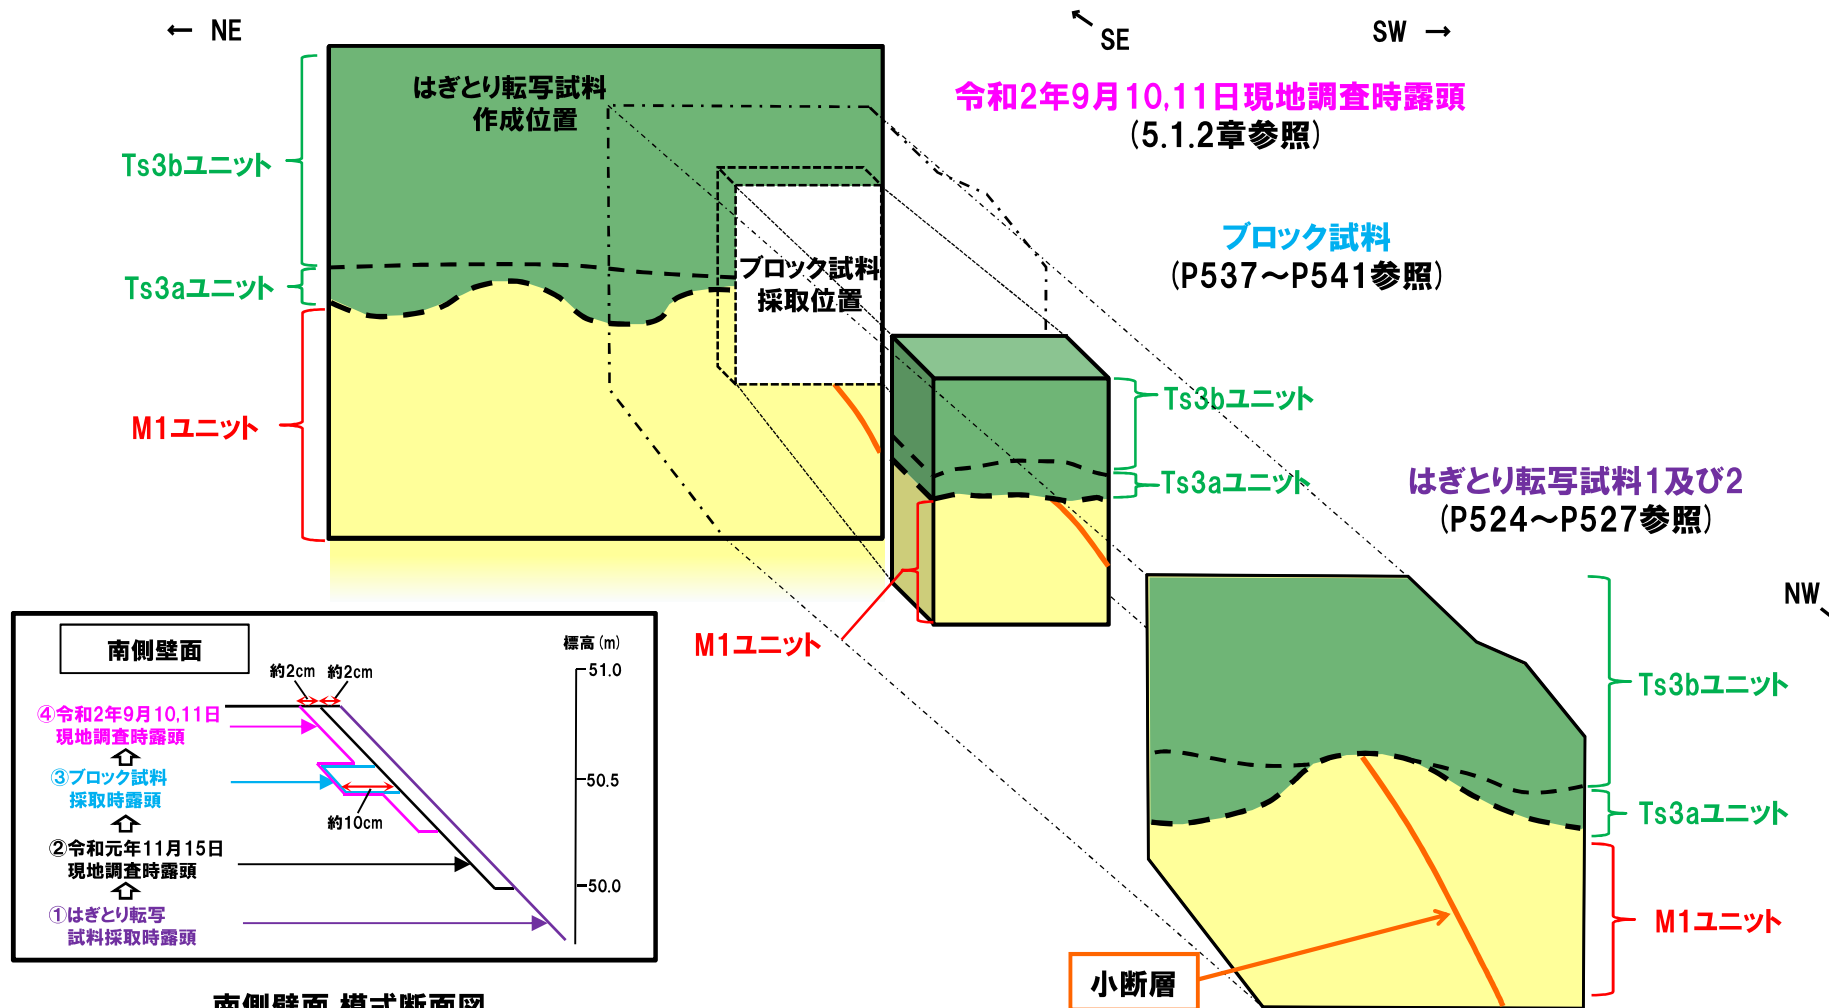 ← NE
SE
SW →
はぎとり転写試料
作成位置
令和2年9月10,11日現地調査時露頭
(5.1.2章参照)
Ts3bユニット
ブロック試料
(P537～P541参照)
ブロック試料
採取位置
Ts3aユニット
M1ユニット
Ts3bユニット
Ts3aユニット
はぎとり転写試料1及び2
(P524～P527参照)
M1ユニット
NW
Ts3bユニット
Ts3aユニット
M1ユニット
小断層
南側壁面
標高(m)
約2cm 約2cm
51.0
④令和2年9月10,11日
現地調査時露頭
③ブロック試料
採取時露頭
50.5
約10cm
②令和元年11月15日
現地調査時露頭
50.0
①はぎとり転写
試料採取時露頭
南側壁面 模式断面図